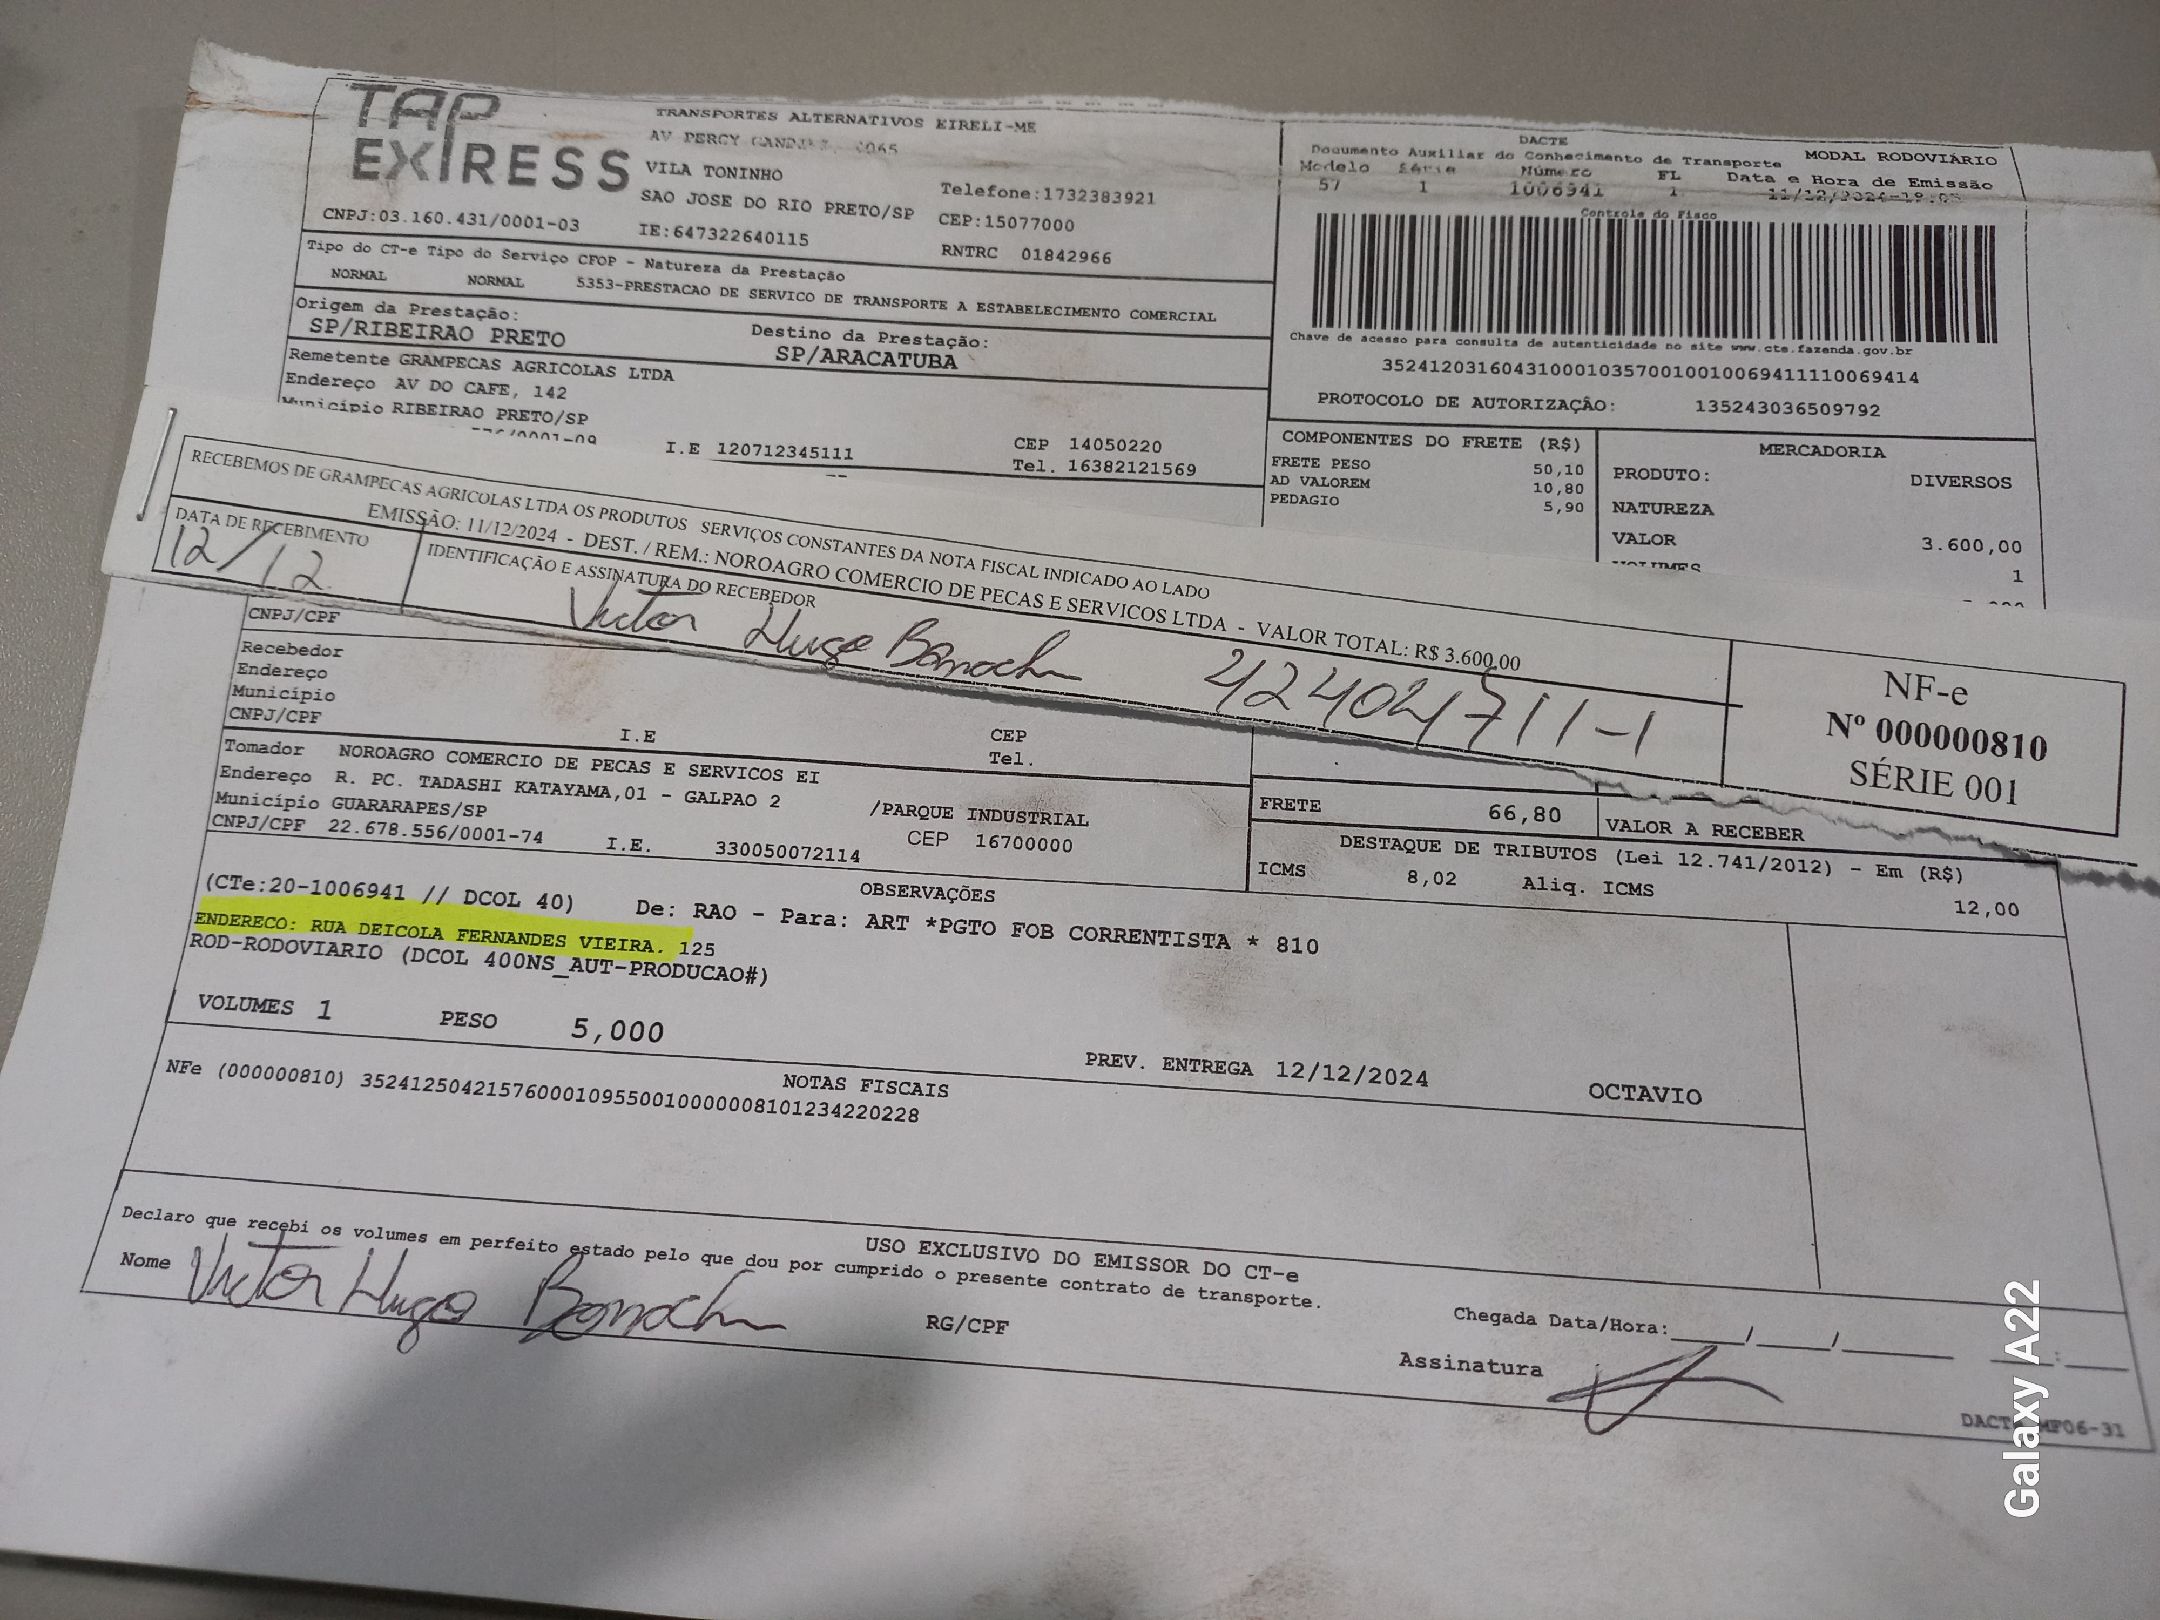 TAP EXPRESS
TRANSPORTES ALTERNATIVOS EIRELI-ME
AV PERCY
VILA TONINHO
SAO JOSE DO RIO PRETO/SP
Telefone:1732383921
CEP:15077000
CNPJ:03.160.431/0001-03
IE:647322640115
RNTRC 01842966
DACTE
Documento Auxiliar do Conhecimento de Transporte
MODAL RODOVIÁRIO
Modelo Série Número FL Data e Hora de Emissão
57 1 1006941 1
Controle do Fisco
Chave de acesso para consulta de autenticidade no site www.cte.fazenda.gov.br
35241203160431000103570010010069411110069414
PROTOCOLO DE AUTORIZAÇÃO: 135243036509792
Tipo do CT-e Tipo do Serviço CFOP - Natureza da Prestação
NORMAL NORMAL 5353-PRESTACAO DE SERVICO DE TRANSPORTE A ESTABELECIMENTO COMERCIAL
Origem da Prestação:
SP/RIBEIRAO PRETO
Destino da Prestação:
SP/ARACATUBA
Remetente GRAMPECAS AGRICOLAS LTDA
Endereço AV DO CAFE, 142
Município RIBEIRAO PRETO/SP
I.E 120712345111
CEP 14050220
Tel. 16382121569
COMPONENTES DO FRETE (R$)
FRETE PESO 50,10
AD VALOREM 10,80
PEDAGIO 5,90
MERCADORIA
PRODUTO: DIVERSOS
NATUREZA
VALOR 3.600,00
VOLUMES 1
RECEBEMOS DE GRAMPECAS AGRICOLAS LTDA OS PRODUTOS SERVIÇOS CONSTANTES DA NOTA FISCAL INDICADO AO LADO
EMISSÃO: 11/12/2024 - DEST. / REM.: NOROAGRO COMERCIO DE PECAS E SERVICOS LTDA - VALOR TOTAL: R$ 3.600,00
DATA DE RECEBIMENTO
12/12
IDENTIFICAÇÃO E ASSINATURA DO RECEBEDOR
Victor Hugo
42404711-1
NF-e
Nº 000000810
SÉRIE 001
CNPJ/CPF
Recebedor
Endereço
Município
CNPJ/CPF
I.E
CEP
Tel.
Tomador NOROAGRO COMERCIO DE PECAS E SERVICOS EI
Endereço R. PC. TADASHI KATAYAMA,01 - GALPAO 2 /PARQUE INDUSTRIAL
Município GUARARAPES/SP
CEP 16700000
CNPJ/CPF 22.678.556/0001-74 I.E. 330050072114
FRETE 66,80 VALOR A RECEBER
DESTAQUE DE TRIBUTOS (Lei 12.741/2012) - Em (R$)
ICMS 8,02 Aliq. ICMS 12,00
OBSERVAÇÕES
(CTe:20-1006941 // DCOL 40) De: RAO - Para: ART *PGTO FOB CORRENTISTA * 810
ENDERECO: RUA DEICOLA FERNANDES VIEIRA. 125
ROD-RODOVIARIO (DCOL 400NS_AUT-PRODUCAO#)
VOLUMES 1 PESO 5,000
PREV. ENTREGA 12/12/2024 OCTAVIO
NOTAS FISCAIS
NFe (000000810) 35241250421576000109550010000008101234220228
USO EXCLUSIVO DO EMISSOR DO CT-e
Declaro que recebi os volumes em perfeito estado pelo que dou por cumprido o presente contrato de transporte.
Nome Victor Hugo
RG/CPF
Chegada Data/Hora: ____/____/______ ____:____
Assinatura
Galaxy A22